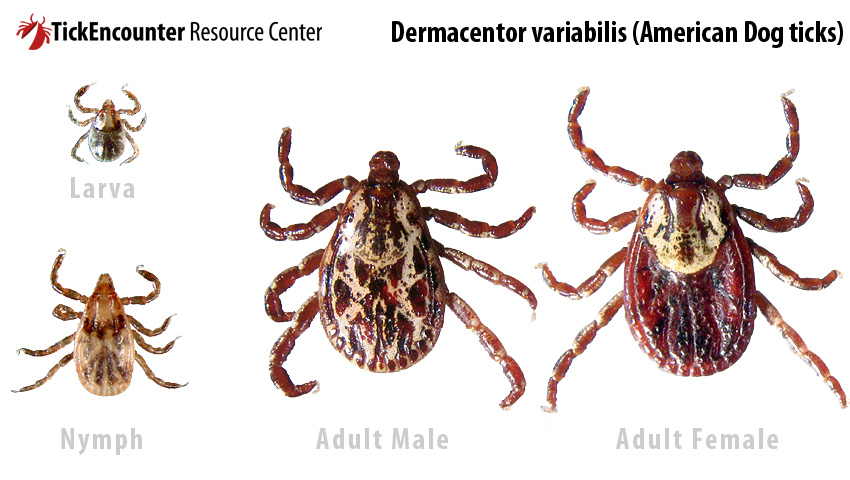 TickEncounter Resource Center
Dermacentor variabilis (American Dog ticks)
Larva
Nymph
Adult Male
Adult Female